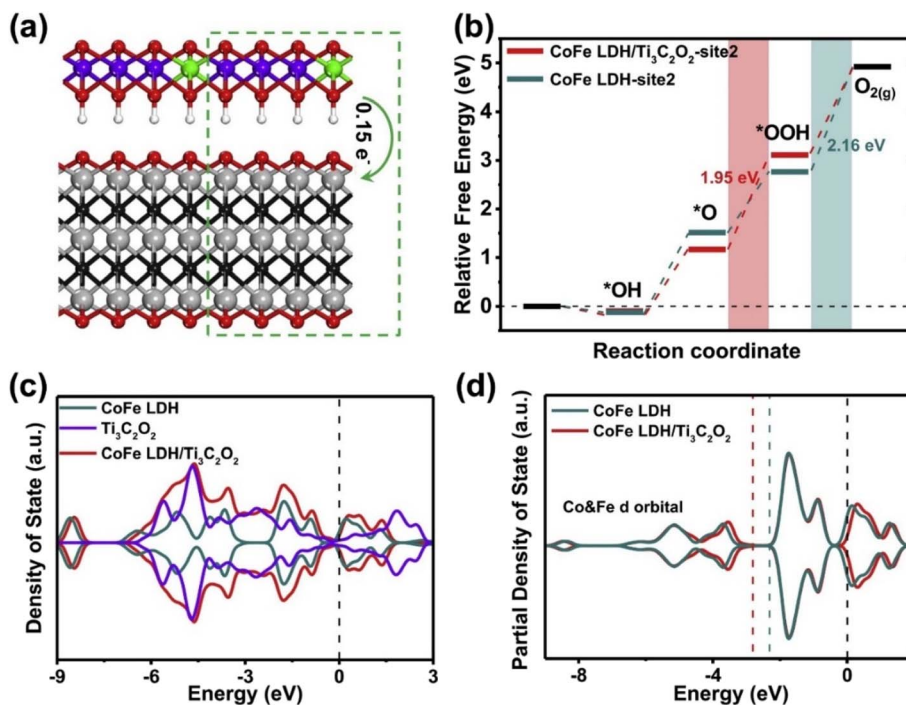 (a)
0.15 e⁻
(b)
CoFe LDH/Ti₃C₂O₂-site2
CoFe LDH-site2
Relative Free Energy (eV)
5
4
3
2
1
0
*OH
*O
1.95 eV
*OOH
2.16 eV
O₂(g)
Reaction coordinate
(c)
CoFe LDH
Ti₃C₂O₂
CoFe LDH/Ti₃C₂O₂
Density of State (a.u.)
-9 -6 -3 0 3
Energy (eV)
(d)
CoFe LDH
CoFe LDH/Ti₃C₂O₂
Co&Fe d orbital
Partial Density of State (a.u.)
-8 -4 0
Energy (eV)